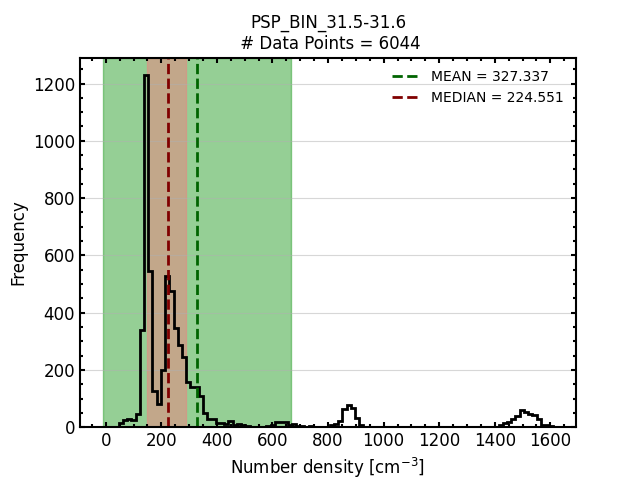 PSP_BIN_31.5-31.6
# Data Points = 6044
MEAN = 327.337
MEDIAN = 224.551
Frequency
1200
1000
800
600
400
200
0
0 200 400 600 800 1000 1200 1400 1600
Number density [cm⁻³]